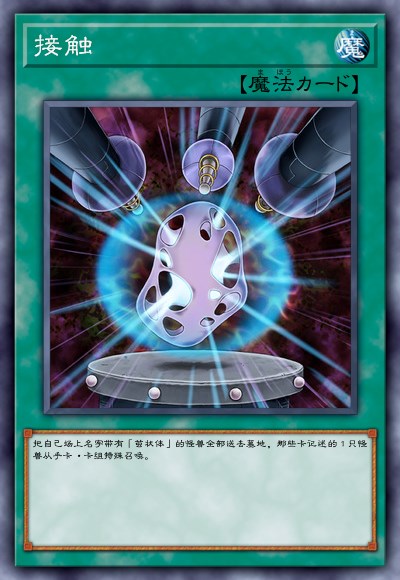 接触
魔
【魔法カード】
把自己场上名字带有「茧状体」的怪兽全部送去墓地，那些卡记述的1只怪
兽从手卡·卡组特殊召唤。